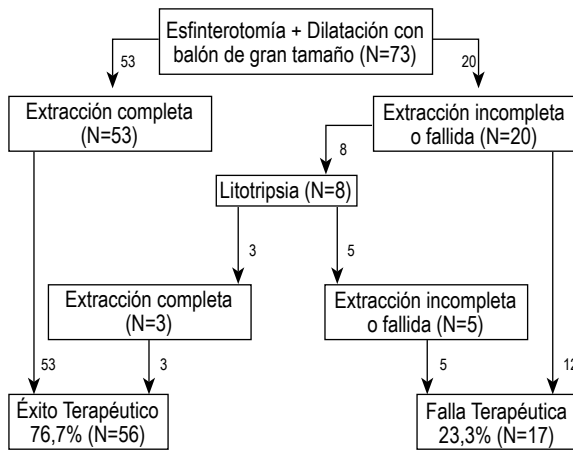 Esfinterotomía + Dilatación con
balón de gran tamaño (N=73)
53
20
Extracción completa
(N=53)
Extracción incompleta
o fallida (N=20)
8
Litotripsia (N=8)
3
5
Extracción completa
(N=3)
Extracción incompleta
o fallida (N=5)
53
3
5
12
Éxito Terapéutico
76,7% (N=56)
Falla Terapéutica
23,3% (N=17)